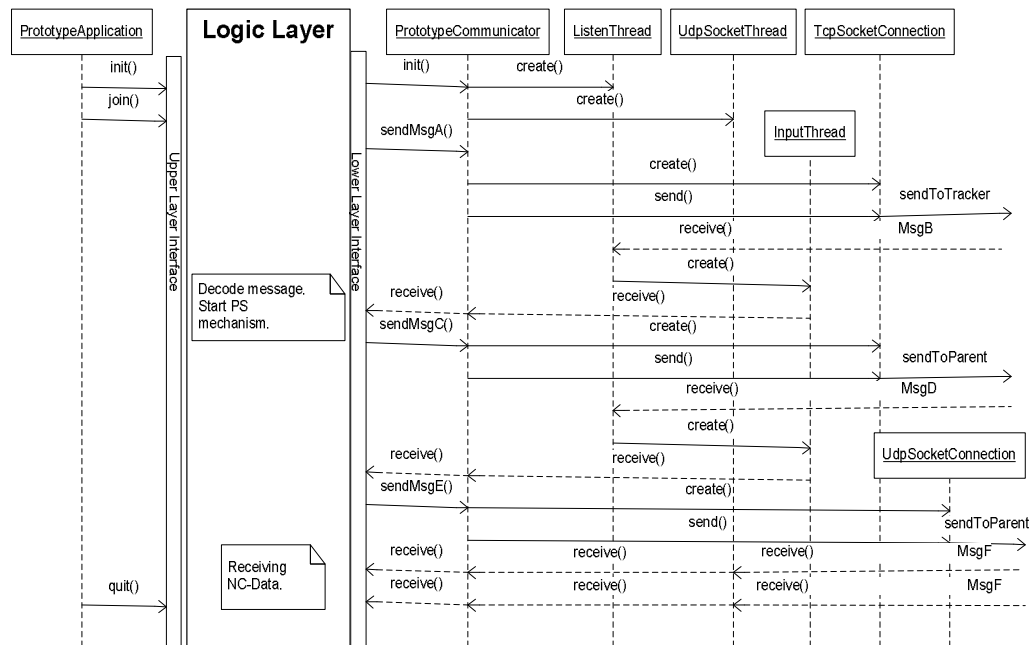 Logic Layer
PrototypeApplication
PrototypeCommunicator
ListenThread
UdpSocketThread
TcpSocketConnection
init()
init()
create()
join()
create()
sendMsgA()
InputThread
Upper Layer Interface
Lower Layer Interface
create()
send()
sendToTracker
receive()
MsgB
create()
Decode message.
Start PS
mechanism.
receive()
receive()
sendMsgC()
create()
send()
sendToParent
receive()
MsgD
create()
receive()
receive()
UdpSocketConnection
sendMsgE()
create()
send()
sendToParent
Receiving
NC-Data.
receive()
receive()
receive()
MsgF
quit()
receive()
receive()
receive()
MsgF